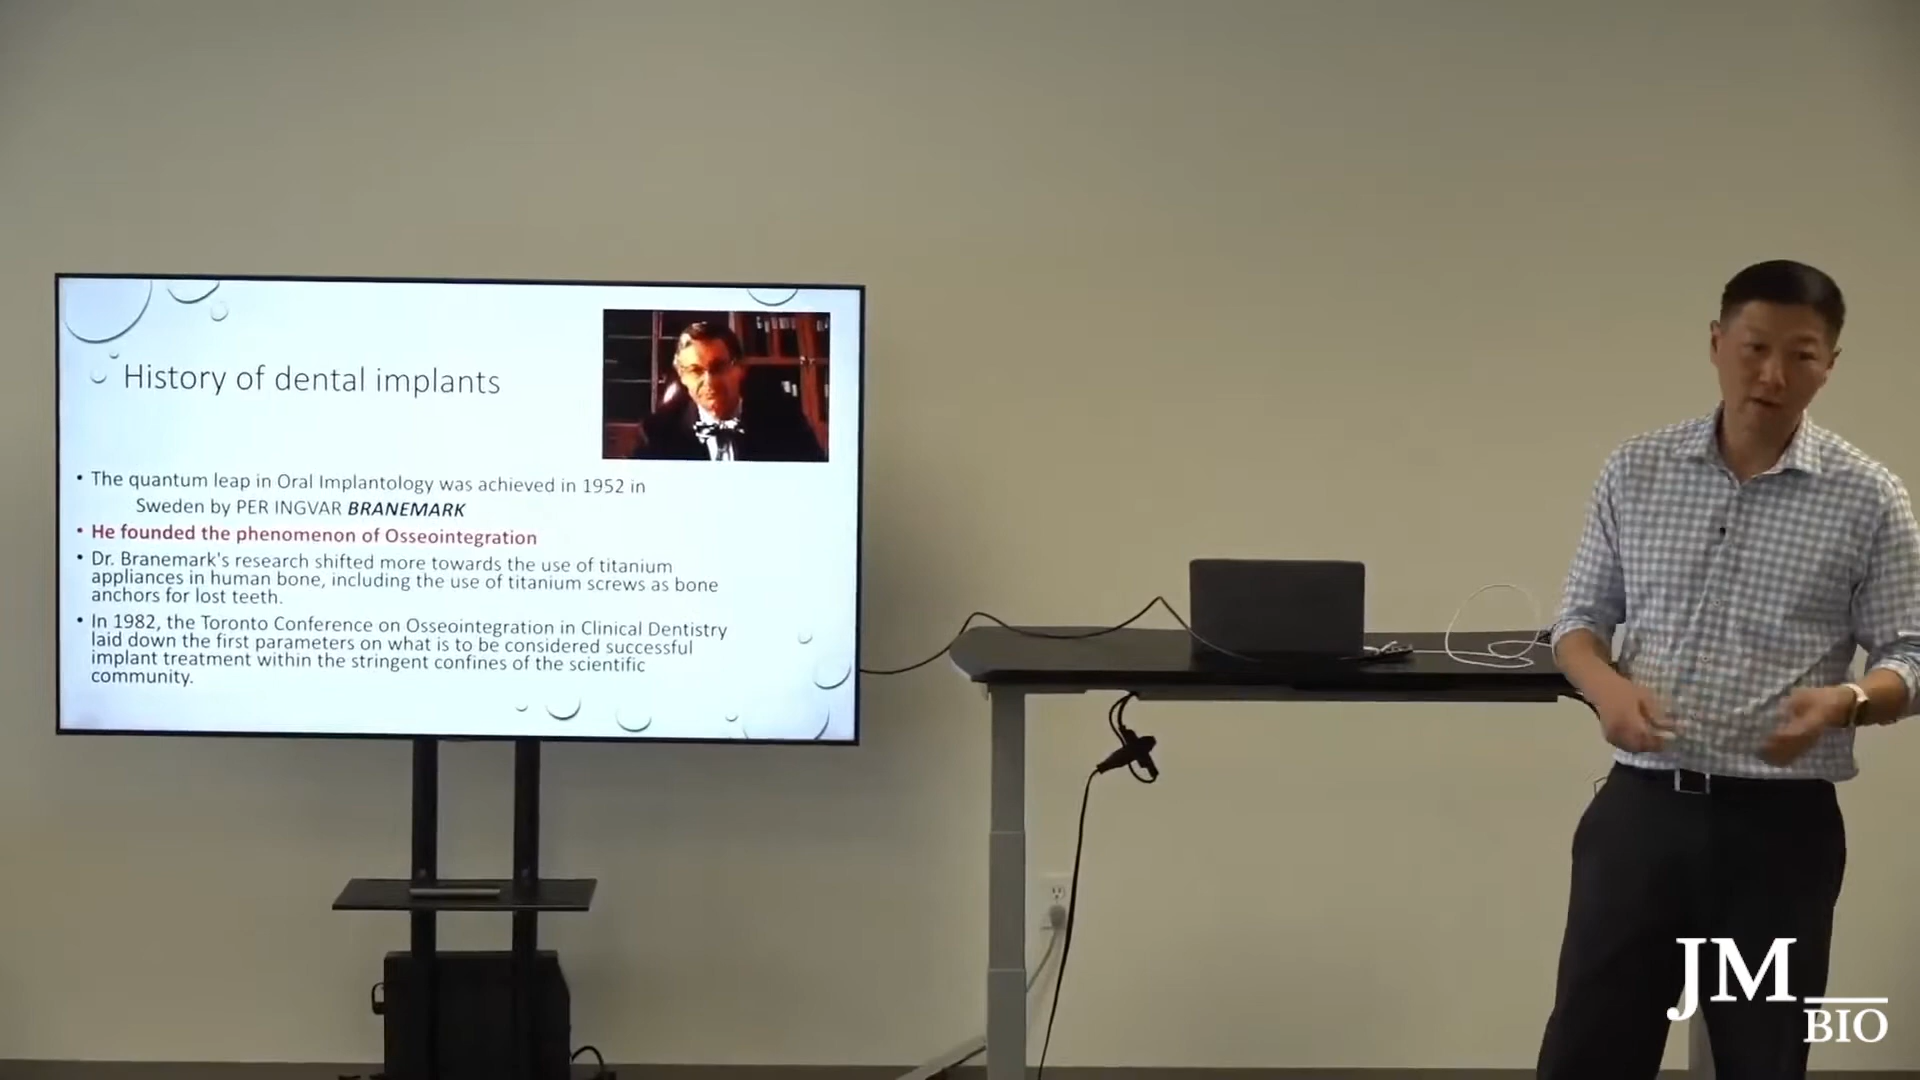 History of dental implants
• The quantum leap in Oral Implantology was achieved in 1952 in
Sweden by PER INGVAR BRANEMARK
• He founded the phenomenon of Osseointegration
• Dr. Branemark's research shifted more towards the use of titanium
appliances in human bone, including the use of titanium screws as bone
anchors for lost teeth.
• In 1982, the Toronto Conference on Osseointegration in Clinical Dentistry
laid down the first parameters on what is to be considered successful
implant treatment within the stringent confines of the scientific
community.
JM
BIO